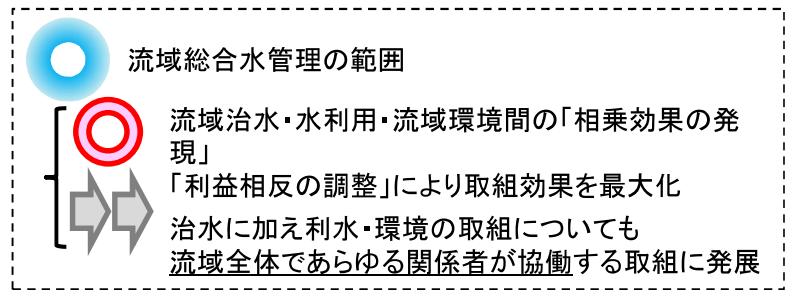 流域総合水管理の範囲
流域治水・水利用・流域環境間の「相乗効果の発
現」
「利益相反の調整」により取組効果を最大化
治水に加え利水・環境の取組についても
流域全体であらゆる関係者が協働する取組に発展